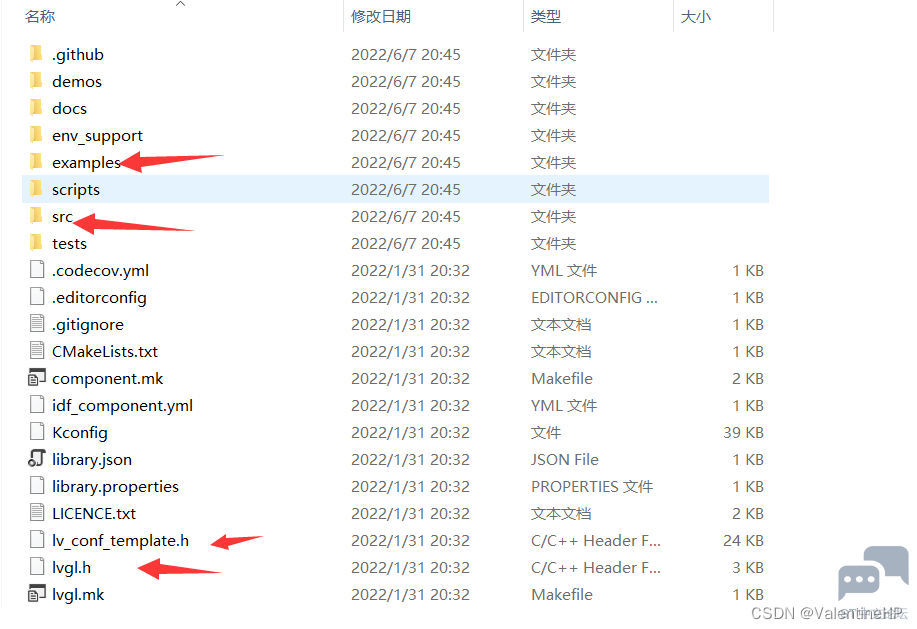 名称 修改日期 类型 大小
.github 2022/6/7 20:45 文件夹
demos 2022/6/7 20:45 文件夹
docs 2022/6/7 20:45 文件夹
env_support 2022/6/7 20:45 文件夹
examples 2022/6/7 20:45 文件夹
scripts 2022/6/7 20:45 文件夹
src 2022/6/7 20:45 文件夹
tests 2022/6/7 20:45 文件夹
.codecov.yml 2022/1/31 20:32 YML 文件 1 KB
.editorconfig 2022/1/31 20:32 EDITORCONFIG ... 1 KB
.gitignore 2022/1/31 20:32 文本文档 1 KB
CMakeLists.txt 2022/1/31 20:32 文本文档 1 KB
component.mk 2022/1/31 20:32 Makefile 2 KB
idf_component.yml 2022/1/31 20:32 YML 文件 1 KB
Kconfig 2022/1/31 20:32 文件 39 KB
library.json 2022/1/31 20:32 JSON File 1 KB
library.properties 2022/1/31 20:32 PROPERTIES 文件 1 KB
LICENCE.txt 2022/1/31 20:32 文本文档 2 KB
lv_conf_template.h 2022/1/31 20:32 C/C++ Header F... 24 KB
lvgl.h 2022/1/31 20:32 C/C++ Header F... 3 KB
lvgl.mk 2022/1/31 20:32 Makefile 1 KB
CSDN @ValentineHP